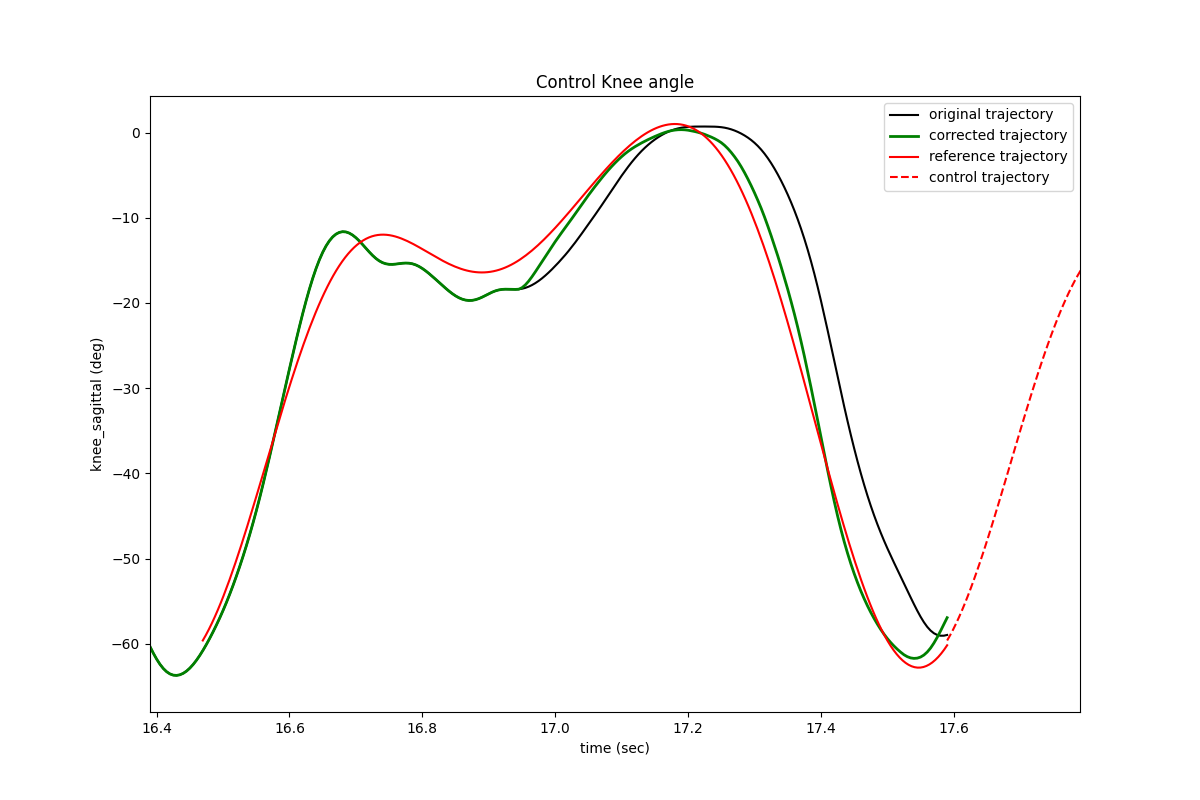 Control Knee angle
original trajectory
corrected trajectory
reference trajectory
control trajectory
knee_sagittal (deg)
0
−10
−20
−30
−40
−50
−60
16.4 16.6 16.8 17.0 17.2 17.4 17.6
time (sec)